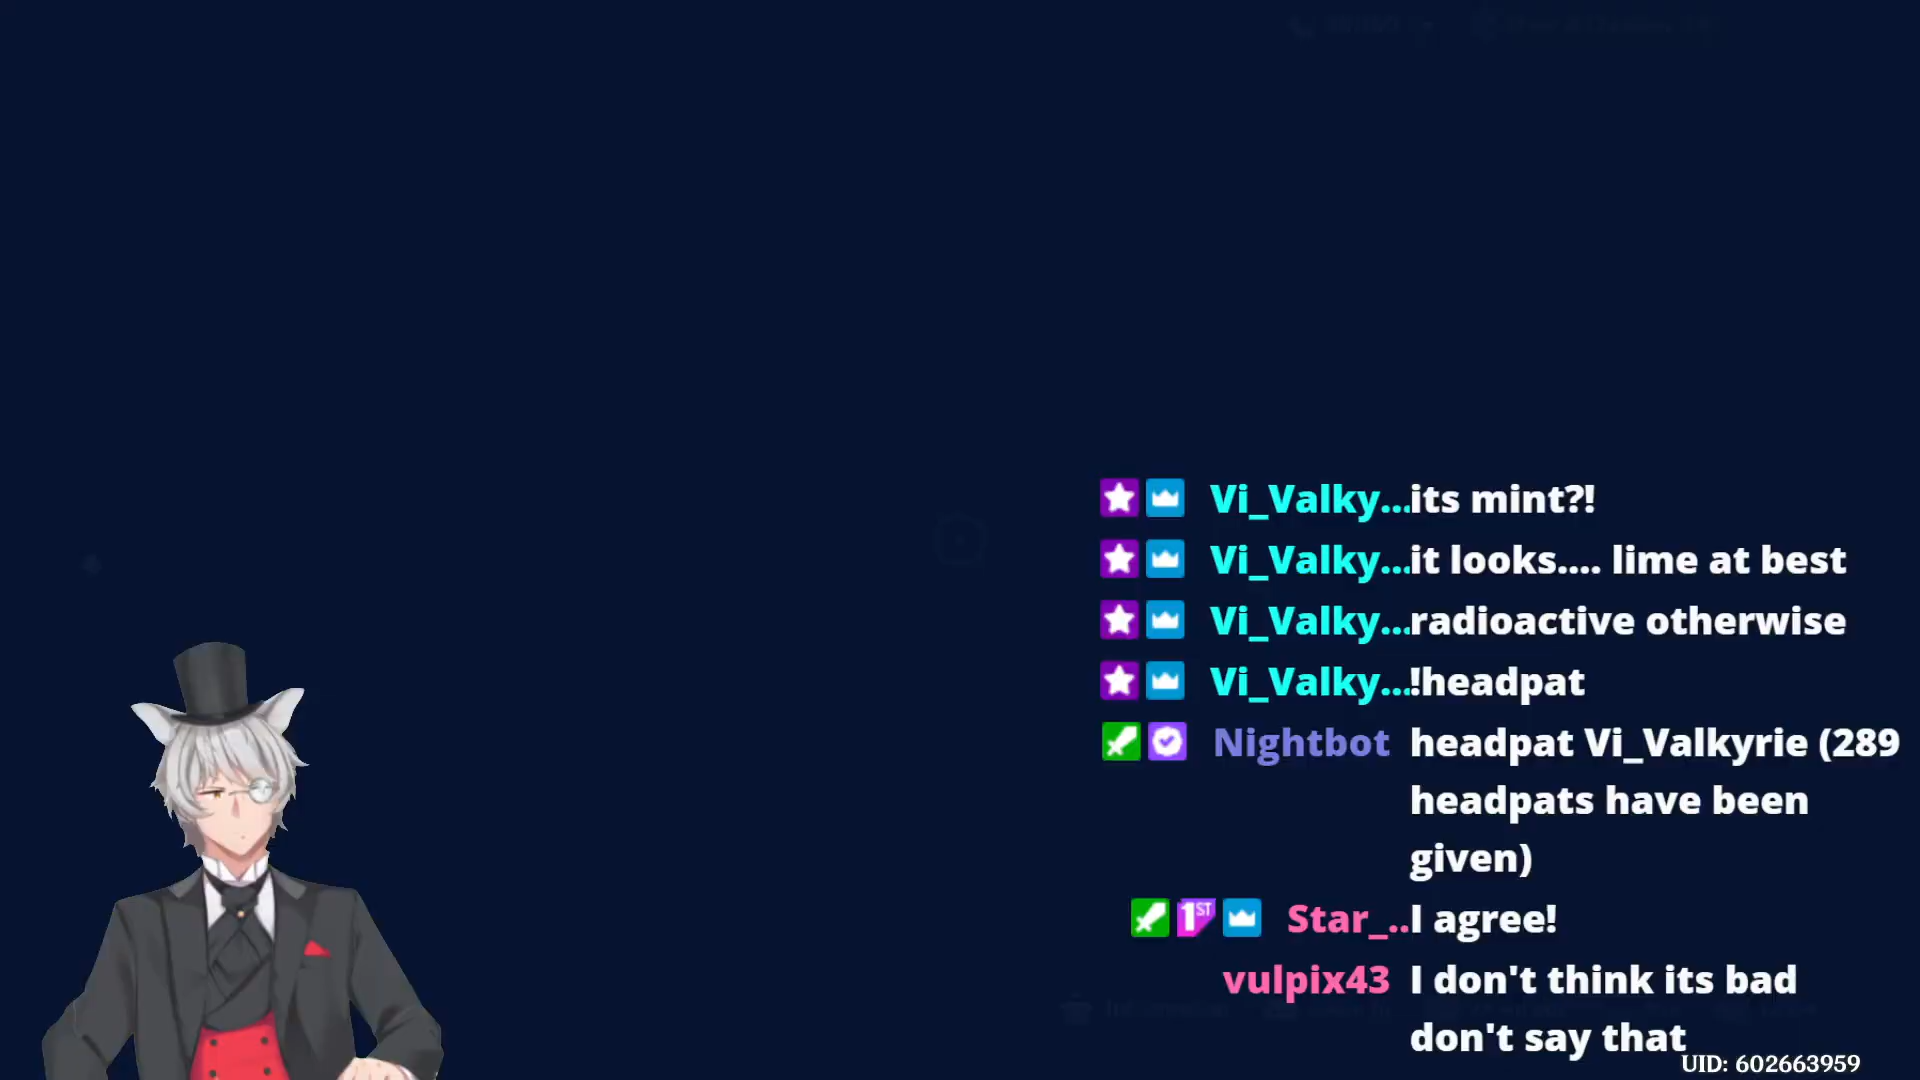 Vi_Valky... its mint?!
Vi_Valky... it looks.... lime at best
Vi_Valky... radioactive otherwise
Vi_Valky... !headpat
1ST
Nightbot headpat Vi_Valkyrie (289
headpats have been
given)
Star_.. I agree!
vulpix43 I don't think its bad
don't say that
UID: 602663959